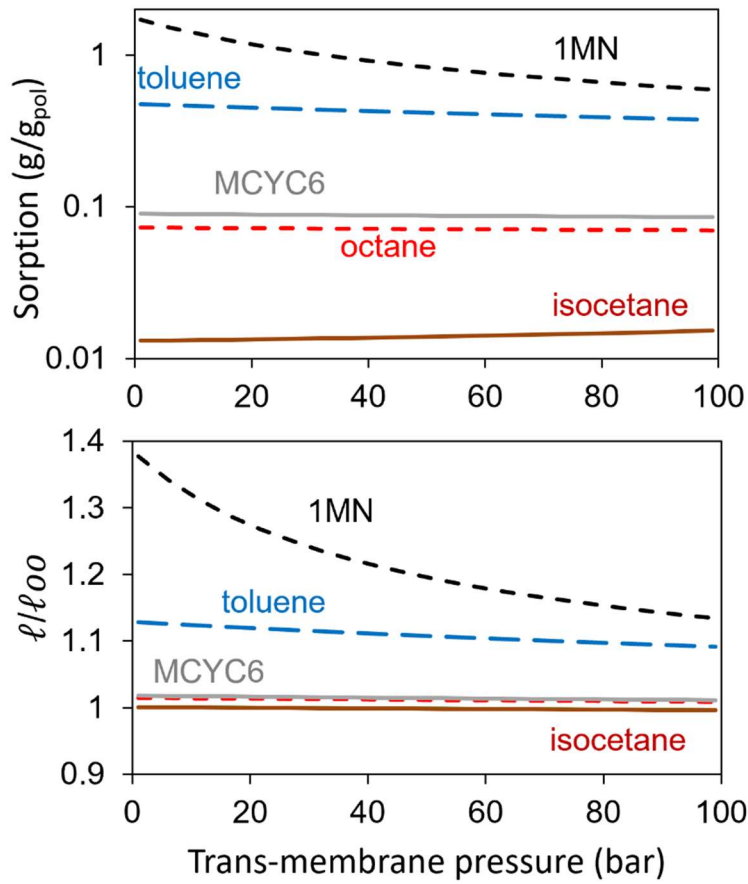 1
0.1
0.01
Sorption (g/gpol)
1MN
toluene
MCYC6
octane
isocetane
0 20 40 60 80 100
1.4
1.3
1.2
1.1
1
0.9
ℓ/ℓoo
1MN
toluene
MCYC6
isocetane
0 20 40 60 80 100
Trans-membrane pressure (bar)